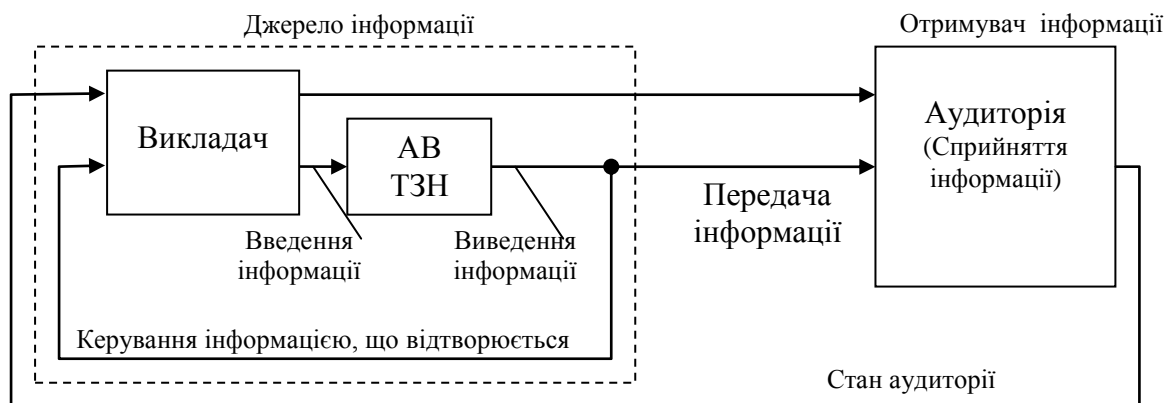 Джерело інформації
Отримувач інформації
Викладач
АВ
ТЗН
Аудиторія
(Сприйняття
інформації)
Передача
інформації
Введення
інформації
Виведення
інформації
Керування інформацією, що відтворюється
Стан аудиторії